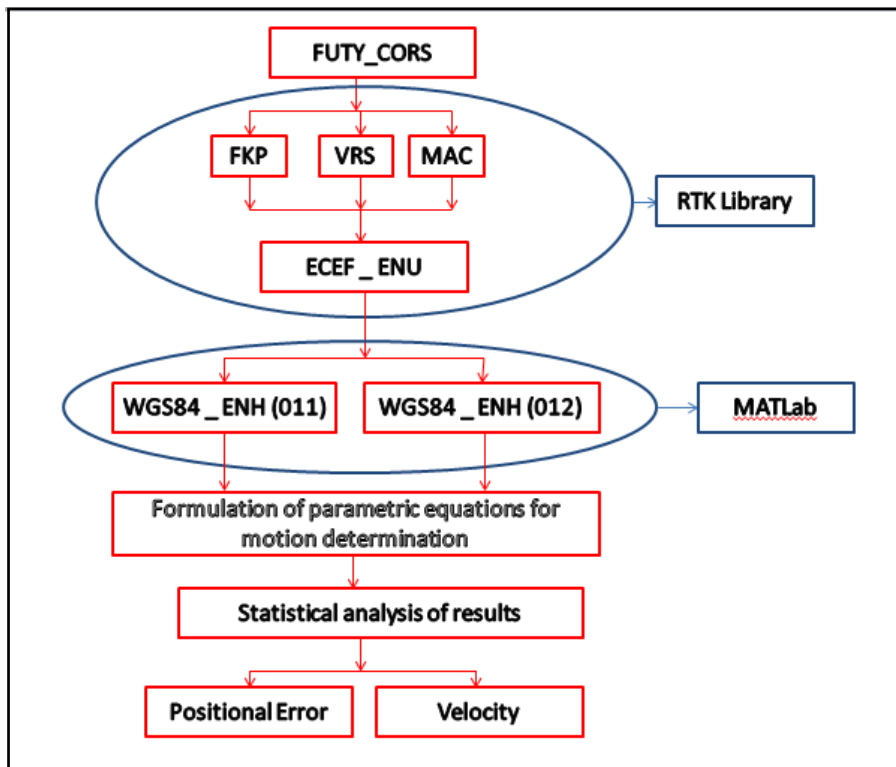 FUTY_CORS
FKP
VRS
MAC
RTK Library
ECEF _ ENU
WGS84 _ ENH (011)
WGS84 _ ENH (012)
MATLab
Formulation of parametric equations for
motion determination
Statistical analysis of results
Positional Error
Velocity